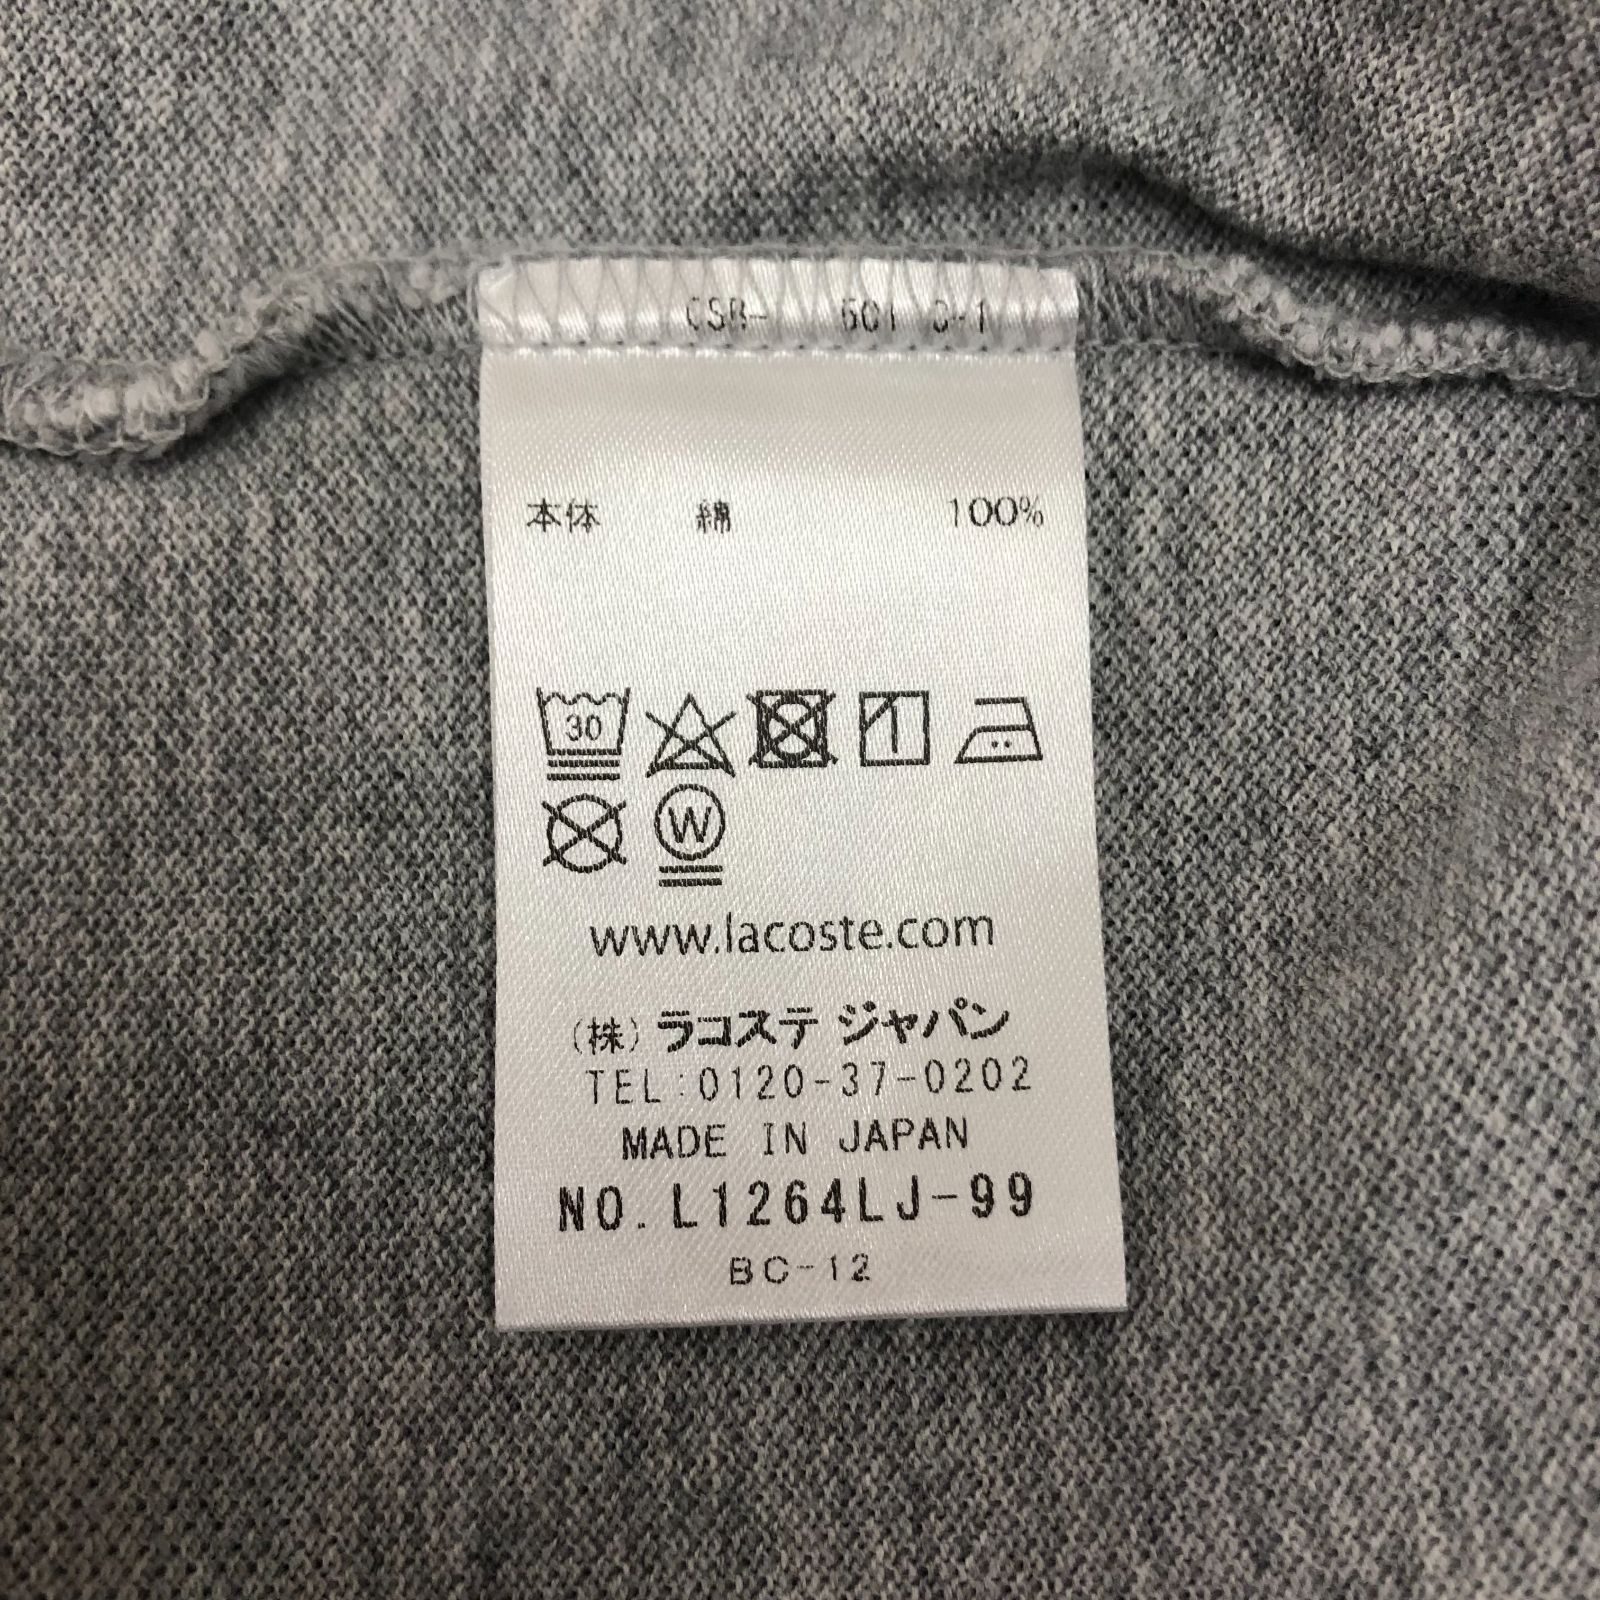 本体 綿 100%
30
W
www.lacoste.com
(株) ラコステ ジャパン
TEL:0120-37-0202
MADE IN JAPAN
NO. L1264LJ-99
BC-12